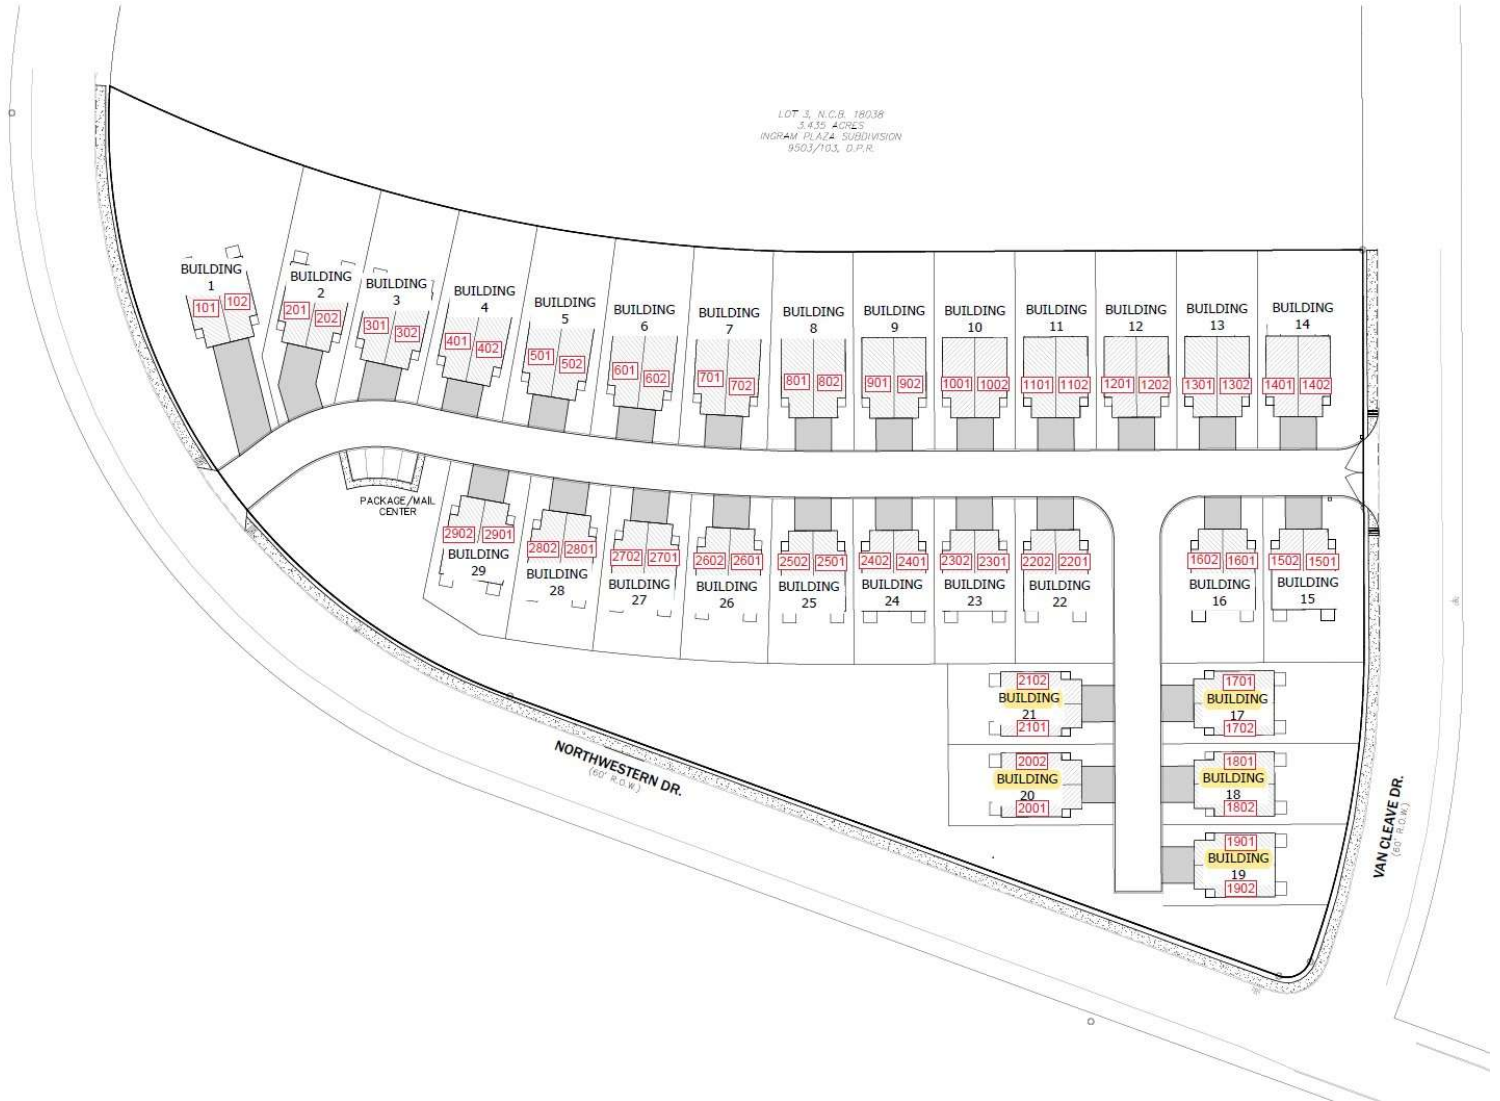 LOT 3, N.C.B. 18038
3.435 ACRES
INGRAM PLAZA SUBDIVISION
9503/103, D.P.R.
BUILDING
1
101
102
BUILDING
2
201
202
BUILDING
3
301
302
BUILDING
4
401
402
BUILDING
5
501
502
BUILDING
6
601
602
BUILDING
7
701
702
BUILDING
8
801
802
BUILDING
9
901
902
BUILDING
10
1001
1002
BUILDING
11
1101
1102
BUILDING
12
1201
1202
BUILDING
13
1301
1302
BUILDING
14
1401
1402
PACKAGE/MAIL
CENTER
2902
2901
BUILDING
29
2802
2801
BUILDING
28
2702
2701
BUILDING
27
2602
2601
BUILDING
26
2502
2501
BUILDING
25
2402
2401
BUILDING
24
2302
2301
BUILDING
23
2202
2201
BUILDING
22
1602
1601
BUILDING
16
1502
1501
BUILDING
15
2102
BUILDING
21
2101
1701
BUILDING
17
1702
2002
BUILDING
20
2001
1801
BUILDING
18
1802
1901
BUILDING
19
1902
NORTHWESTERN DR.
(60' R.O.W.)
VAN CLEAVE DR.
(60' R.O.W.)